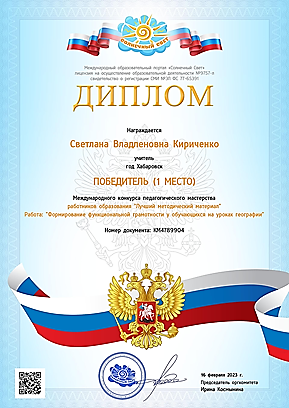 Солнечный свет
Международный образовательный портал «Солнечный Свет»
лицензия на осуществление образовательной деятельности №9757-л
свидетельство о регистрации СМИ №ЭЛ ФС 77-65391
ДИПЛОМ
Награждается
Светлана Владленовна Кириченко
учитель
год Хабаровск
ПОБЕДИТЕЛЬ (1 МЕСТО)
Международного конкурса педагогического мастерства
работников образования "Лучший методический материал"
Работа: "Формирование функциональной грамотности у обучающихся на уроках географии"
Номер документа: КМ4789904
16 февраля 2023 г.
Председатель оргкомитета
Ирина Космынина